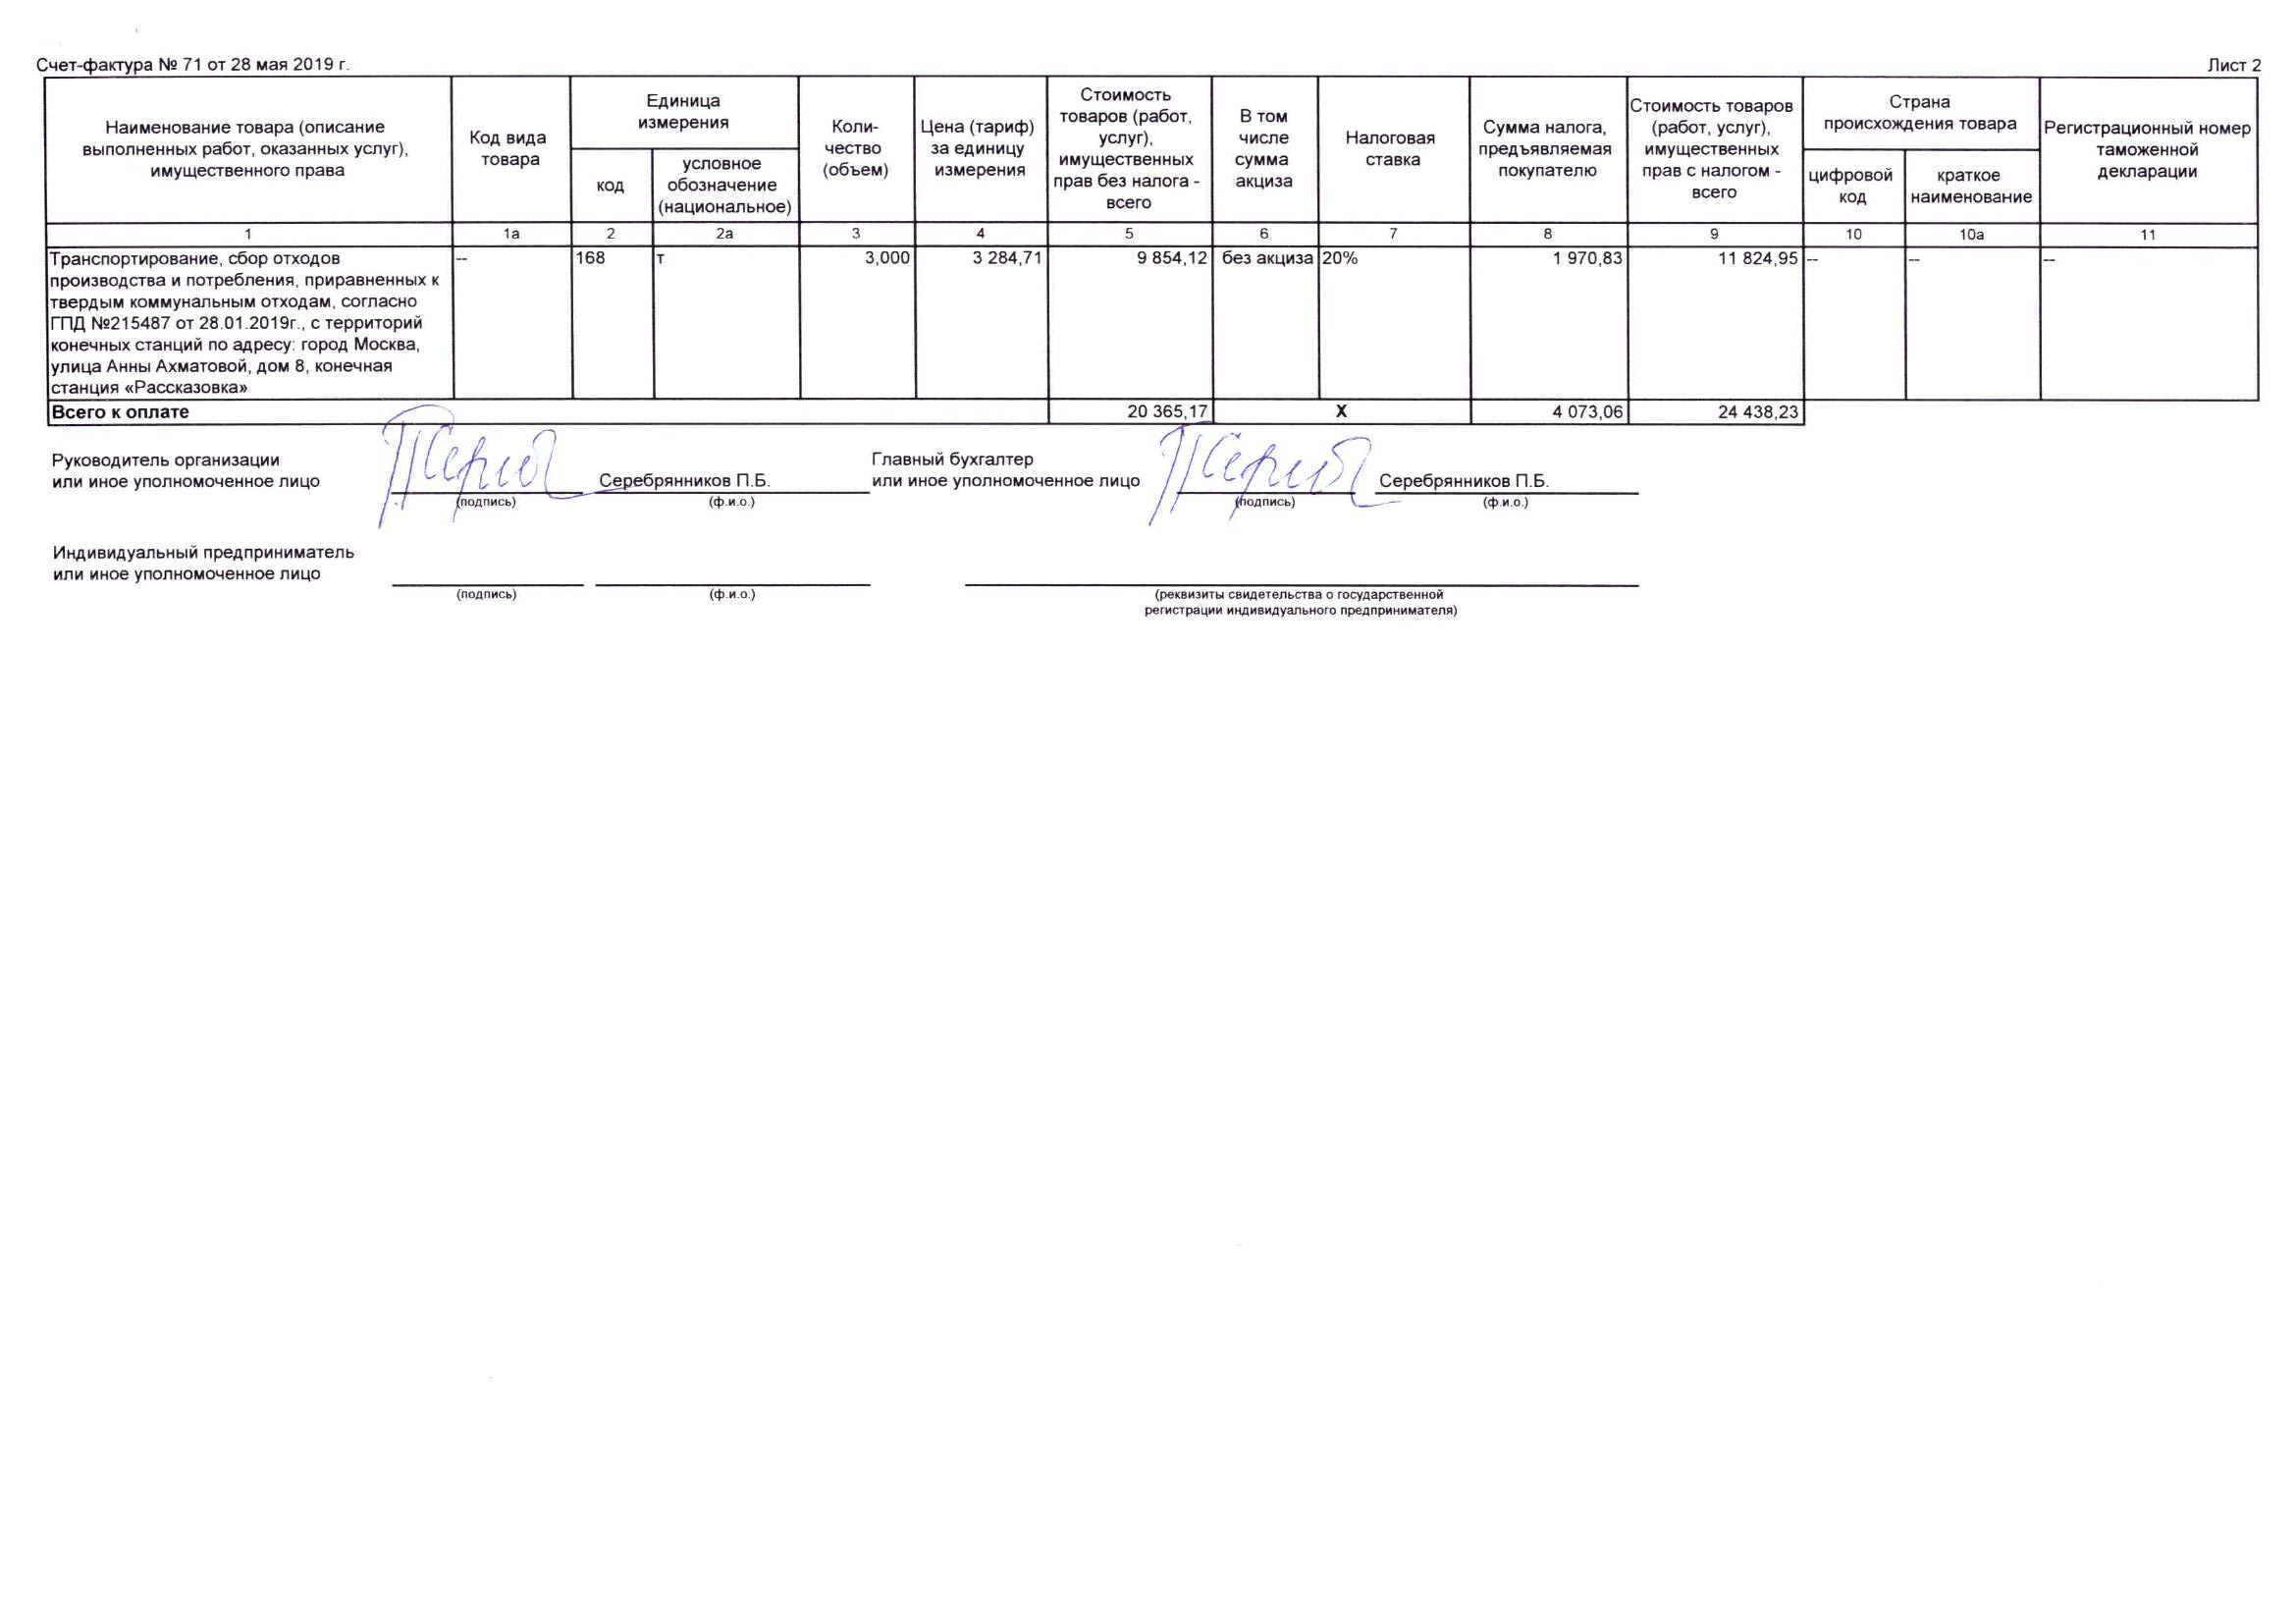 Счет-фактура № 71 от 28 мая 2019 г.
Лист 2
Наименование товара (описание
выполненных работ, оказанных услуг),
имущественного права
Код вида
товара
Единица
измерения
код
условное
обозначение
(национальное)
Коли-
чество
(объем)
Цена (тариф)
за единицу
измерения
Стоимость
товаров (работ,
услуг),
имущественных
прав без налога -
всего
В том
числе
сумма
акциза
Налоговая
ставка
Сумма налога,
предъявляемая
покупателю
Стоимость товаров
(работ, услуг),
имущественных
прав с налогом -
всего
Страна
происхождения товара
цифровой
код
краткое
наименование
Регистрационный номер
таможенной
декларации
1 1а 2 2а 3 4 5 6 7 8 9 10 10а 11
Транспортирование, сбор отходов -- 168 т 3,000 3 284,71 9 854,12 без акциза 20% 1 970,83 11 824,95 -- -- --
производства и потребления, приравненных к
твердым коммунальным отходам, согласно
ГПД №215487 от 28.01.2019г., с территорий
конечных станций по адресу: город Москва,
улица Анны Ахматовой, дом 8, конечная
станция «Рассказовка»
Всего к оплате 20 365,17 Х 4 073,06 24 438,23
Руководитель организации
или иное уполномоченное лицо
Серебрянников П.Б.
(подпись) (ф.и.о.)
Главный бухгалтер
или иное уполномоченное лицо
Серебрянников П.Б.
(подпись) (ф.и.о.)
Индивидуальный предприниматель
или иное уполномоченное лицо
(подпись) (ф.и.о.)
(реквизиты свидетельства о государственной
регистрации индивидуального предпринимателя)